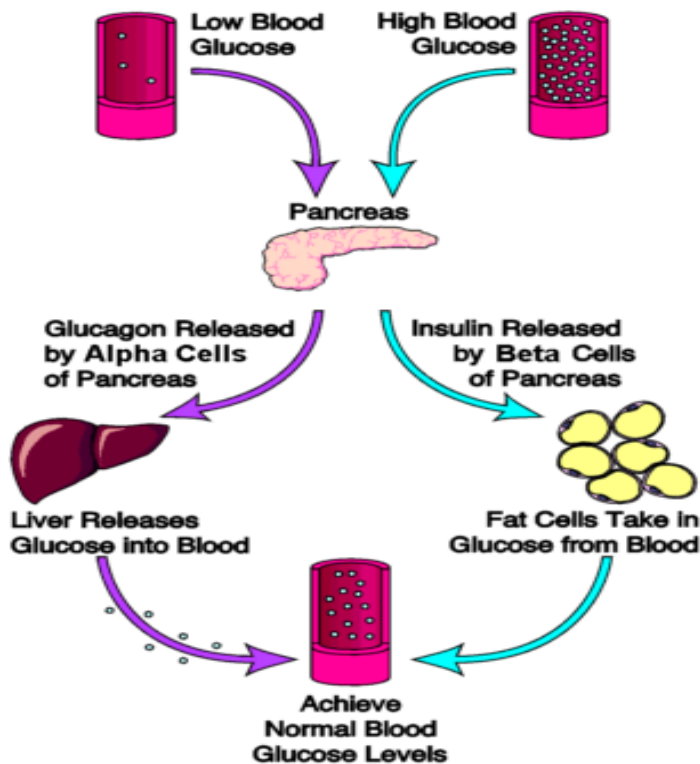 Low Blood
Glucose
High Blood
Glucose
Pancreas
Glucagon Released
by Alpha Cells
of Pancreas
Insulin Released
by Beta Cells
of Pancreas
Liver Releases
Glucose into Blood
Fat Cells Take in
Glucose from Blood
Achieve
Normal Blood
Glucose Levels